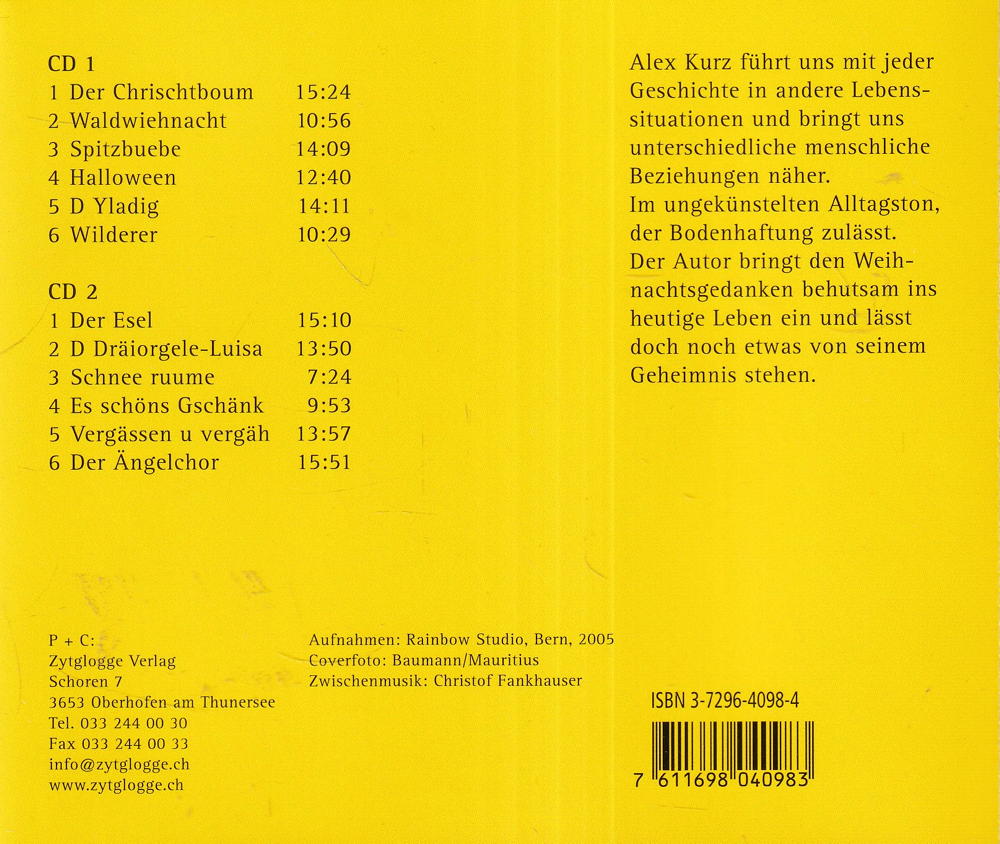 CD 1
1 Der Chrischtboum 15:24
2 Waldwiehnacht 10:56
3 Spitzbuebe 14:09
4 Halloween 12:40
5 D Yladig 14:11
6 Wilderer 10:29
CD 2
1 Der Esel 15:10
2 D Dräiorgele-Luisa 13:50
3 Schnee ruume 7:24
4 Es schöns Gschänk 9:53
5 Vergässen u vergäh 13:57
6 Der Ängelchor 15:51
Alex Kurz führt uns mit jeder
Geschichte in andere Lebens-
situationen und bringt uns
unterschiedliche menschliche
Beziehungen näher.
Im ungekünstelten Alltagston,
der Bodenhaftung zulässt.
Der Autor bringt den Weih-
nachtsgedanken behutsam ins
heutige Leben ein und lässt
doch noch etwas von seinem
Geheimnis stehen.
P + C:
Zytglogge Verlag
Schoren 7
3653 Oberhofen am Thunersee
Tel. 033 244 00 30
Fax 033 244 00 33
info@zytglogge.ch
www.zytglogge.ch
Aufnahmen: Rainbow Studio, Bern, 2005
Coverfoto: Baumann/Mauritius
Zwischenmusik: Christof Fankhauser
ISBN 3-7296-4098-4
7 611698 040983